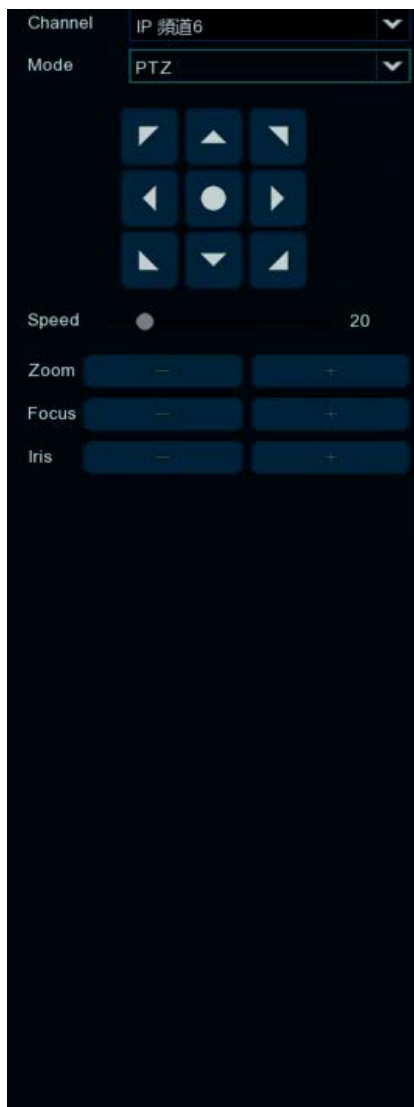 Channel IP 頻道6
Mode PTZ
Speed 20
Zoom − +
Focus − +
Iris − +